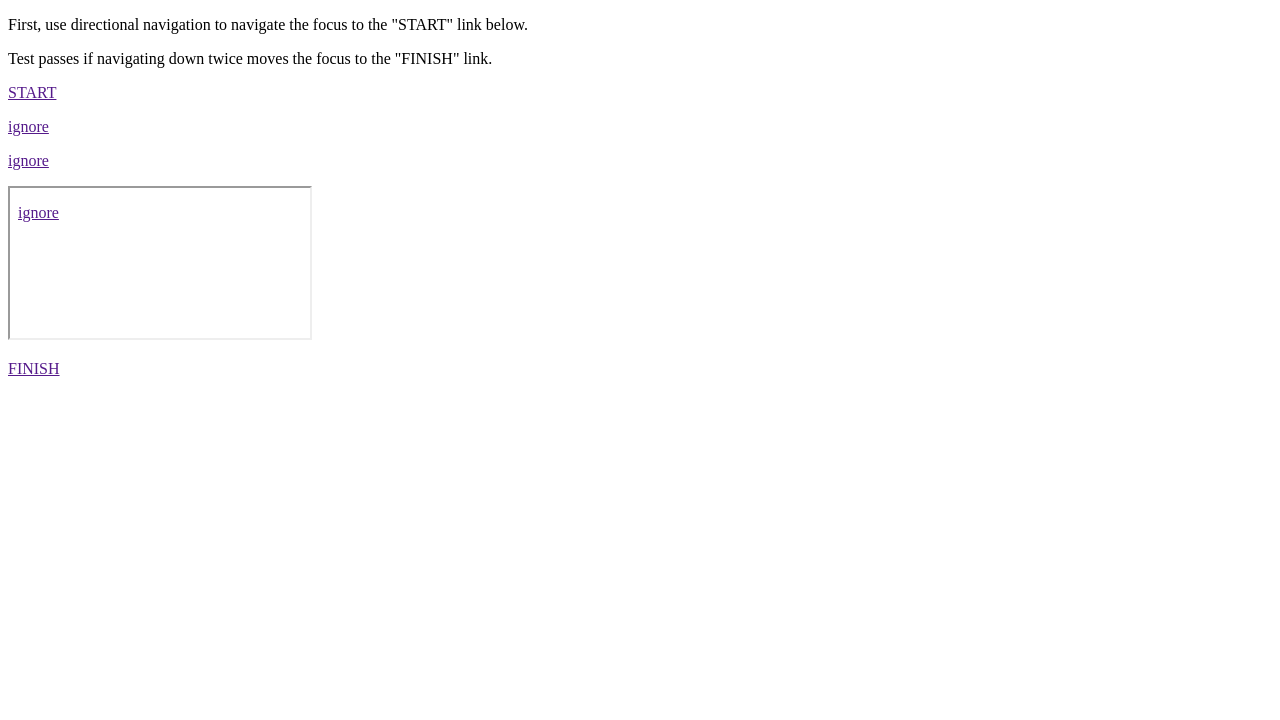 First, use directional navigation to navigate the focus to the "START" link below.
Test passes if navigating down twice moves the focus to the "FINISH" link.
START
ignore
ignore
ignore
FINISH